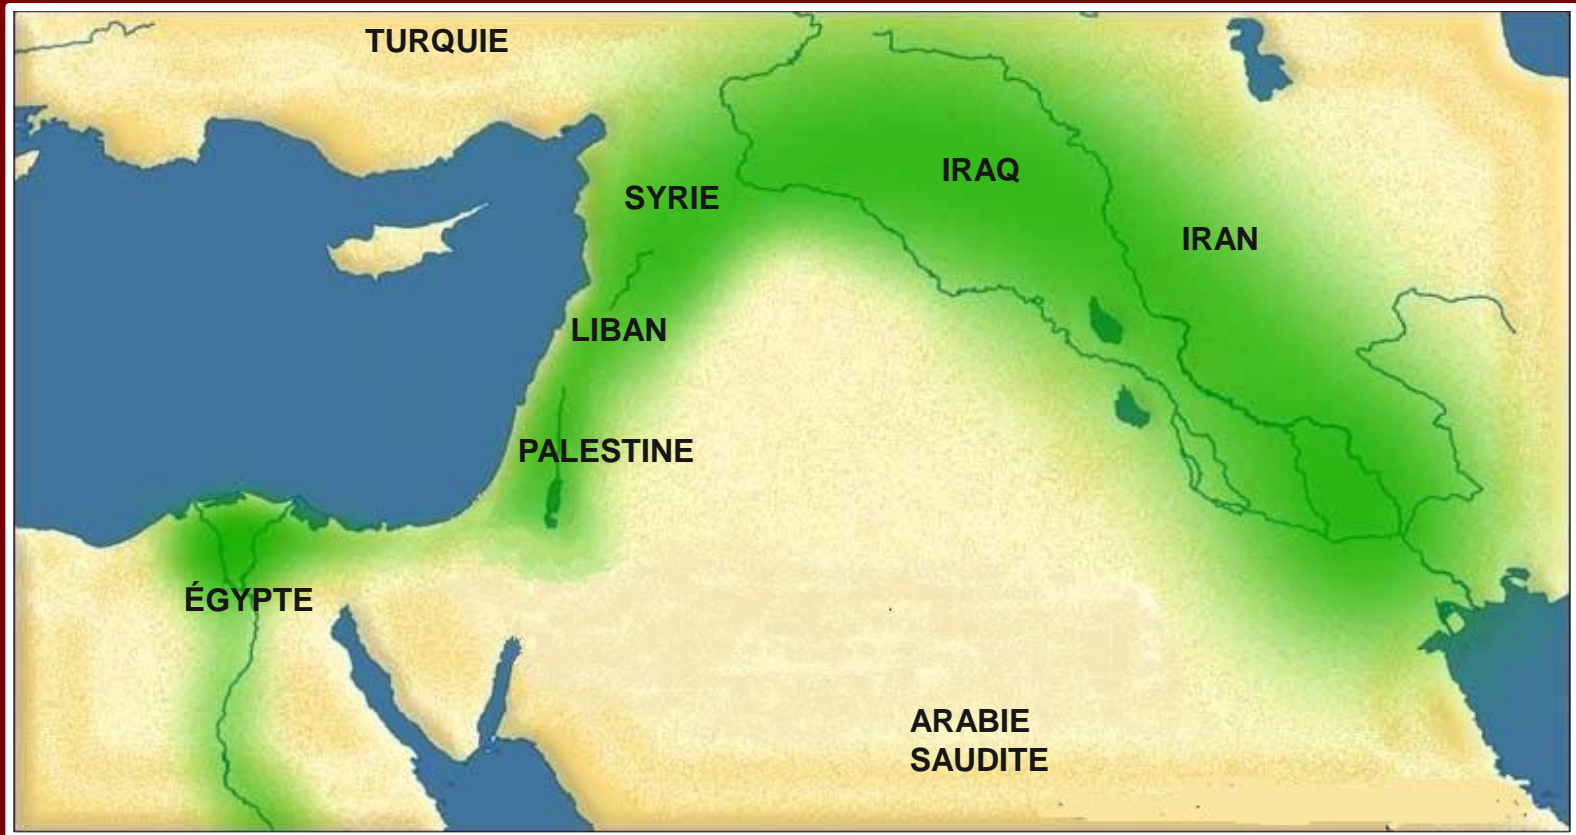 TURQUIE
IRAQ
SYRIE
IRAN
LIBAN
PALESTINE
ÉGYPTE
ARABIE
SAUDITE